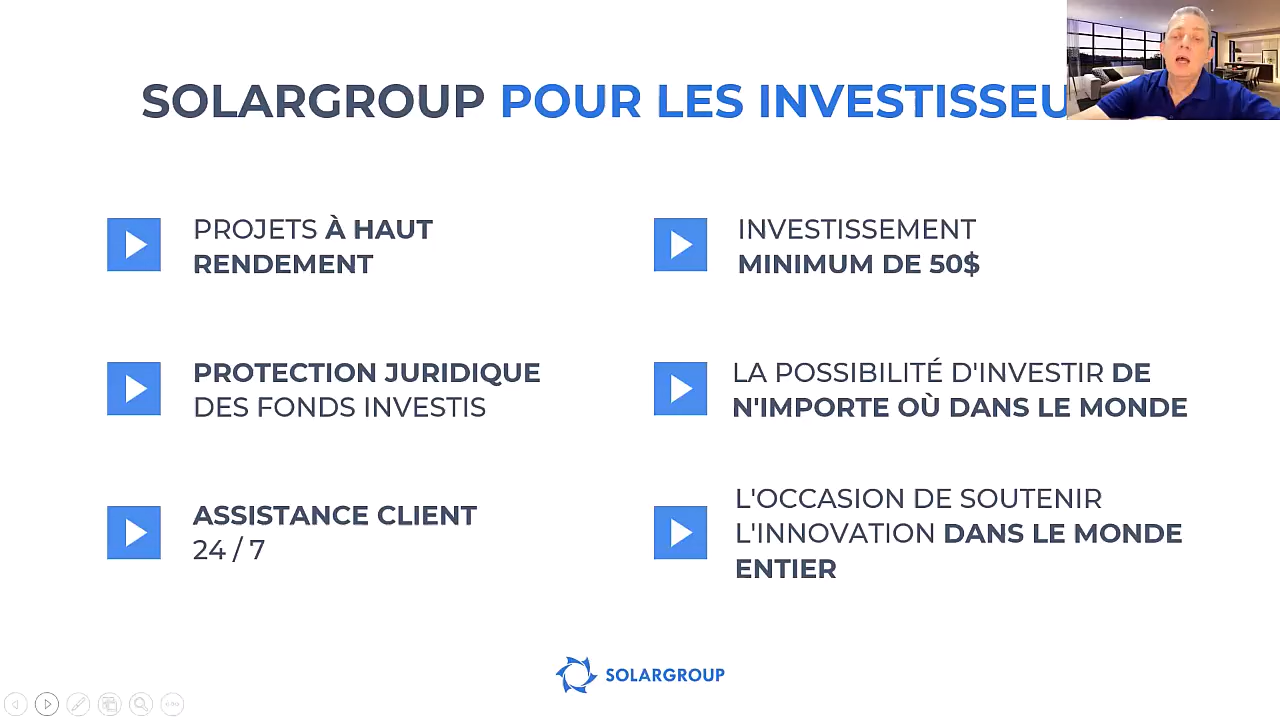 SOLARGROUP POUR LES INVESTISSEU
PROJETS À HAUT
RENDEMENT
INVESTISSEMENT
MINIMUM DE 50$
PROTECTION JURIDIQUE
DES FONDS INVESTIS
LA POSSIBILITÉ D'INVESTIR DE
N'IMPORTE OÙ DANS LE MONDE
ASSISTANCE CLIENT
24 / 7
L'OCCASION DE SOUTENIR
L'INNOVATION DANS LE MONDE
ENTIER
SOLARGROUP